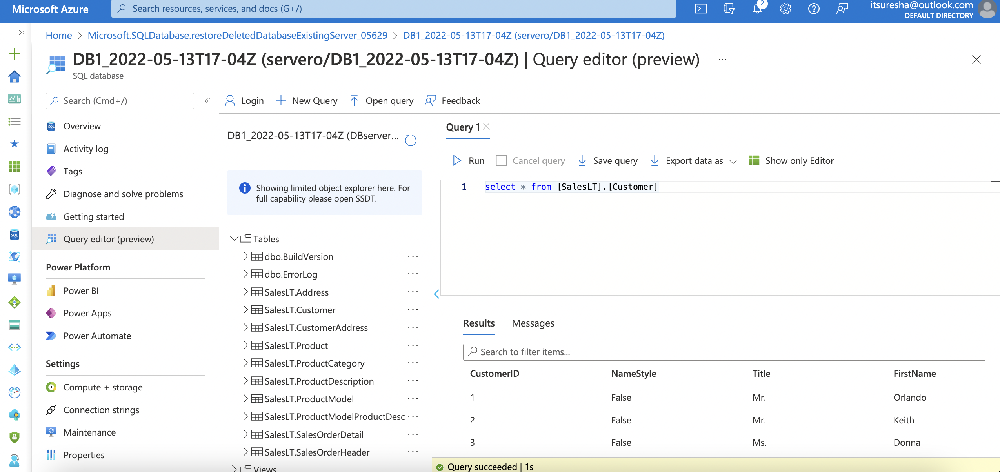 Microsoft Azure
Search resources, services, and docs (G+/)
2
itsuresha@outlook.com
DEFAULT DIRECTORY
Home > Microsoft.SQLDatabase.restoreDeletedDatabaseExistingServer_05629 > DB1_2022-05-13T17-04Z (servero/DB1_2022-05-13T17-04Z)
DB1_2022-05-13T17-04Z (servero/DB1_2022-05-13T17-04Z) | Query editor (preview) ...
SQL database
Search (Cmd+/)
Overview
Activity log
Tags
Diagnose and solve problems
Getting started
Query editor (preview)
Power Platform
Power BI
Power Apps
Power Automate
Settings
Compute + storage
Connection strings
Maintenance
Properties
Login
New Query
Open query
Feedback
DB1_2022-05-13T17-04Z (DBserver...
Showing limited object explorer here. For
full capability please open SSDT.
Tables
dbo.BuildVersion ...
dbo.ErrorLog ...
SalesLT.Address ...
SalesLT.Customer ...
SalesLT.CustomerAddress ...
SalesLT.Product ...
SalesLT.ProductCategory ...
SalesLT.ProductDescription ...
SalesLT.ProductModel ...
SalesLT.ProductModelProductDesc ...
SalesLT.SalesOrderDetail ...
SalesLT.SalesOrderHeader ...
Views
Query 1
Run
Cancel query
Save query
Export data as
Show only Editor
1 select * from [SalesLT].[Customer]
Results Messages
Search to filter items...
CustomerID NameStyle Title FirstName
1 False Mr. Orlando
2 False Mr. Keith
3 False Ms. Donna
Query succeeded | 1s